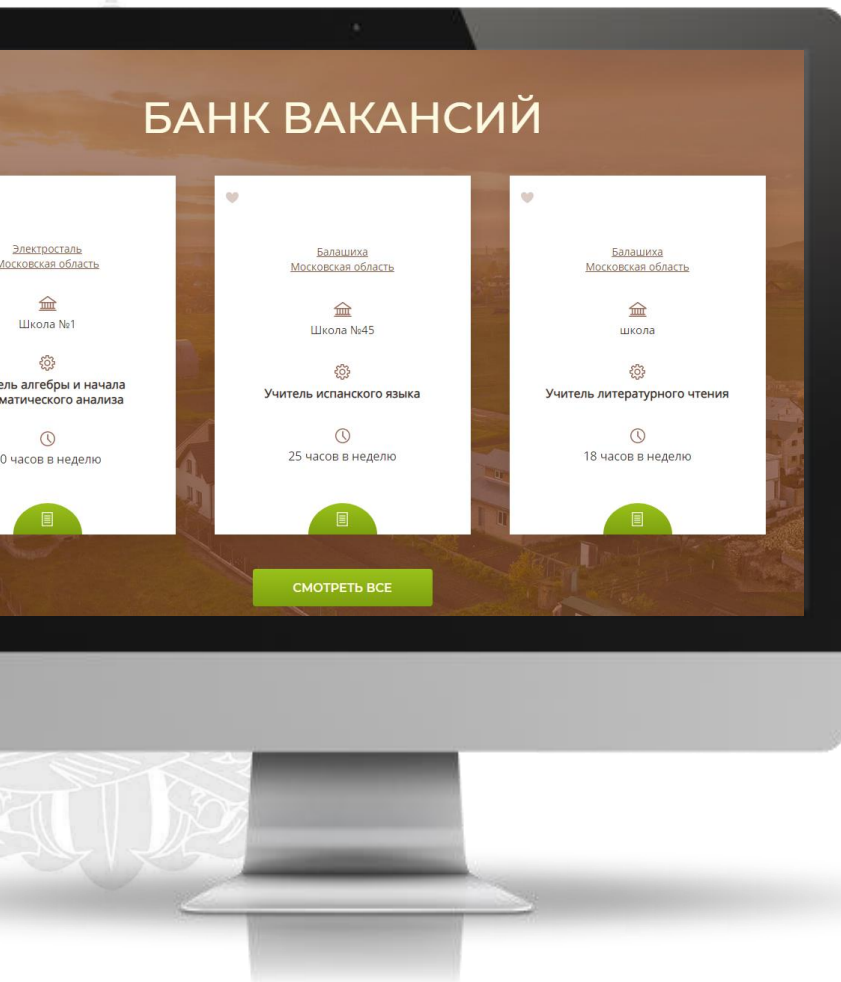 БАНК ВАКАНСИЙ
Электросталь
Московская область
Школа №1
алгебры и начала
анализа
часов в неделю
Балашиха
Московская область
Школа №45
Учитель испанского языка
25 часов в неделю
Балашиха
Московская область
школа
Учитель литературного чтения
18 часов в неделю
СМОТРЕТЬ ВСЕ